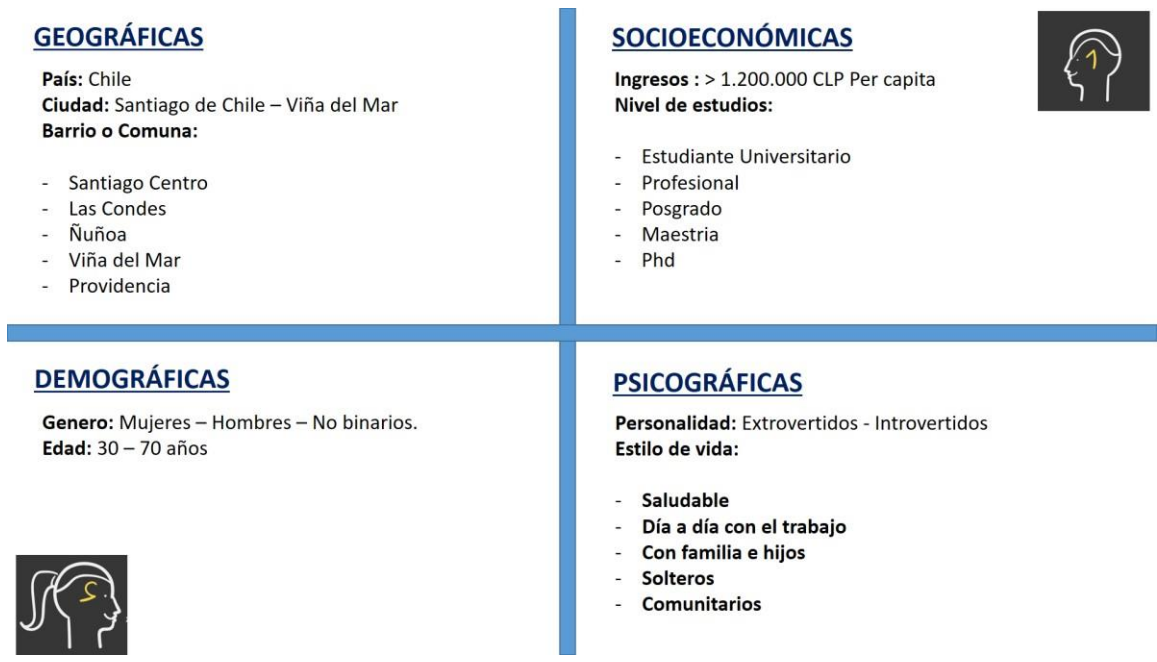 GEOGRÁFICAS
País: Chile
Ciudad: Santiago de Chile – Viña del Mar
Barrio o Comuna:
- Santiago Centro
- Las Condes
- Ñuñoa
- Viña del Mar
- Providencia
SOCIOECONÓMICAS
Ingresos : > 1.200.000 CLP Per capita
Nivel de estudios:
- Estudiante Universitario
- Profesional
- Posgrado
- Maestria
- Phd
DEMOGRÁFICAS
Genero: Mujeres – Hombres – No binarios.
Edad: 30 – 70 años
PSICOGRÁFICAS
Personalidad: Extrovertidos - Introvertidos
Estilo de vida:
- Saludable
- Día a día con el trabajo
- Con familia e hijos
- Solteros
- Comunitarios